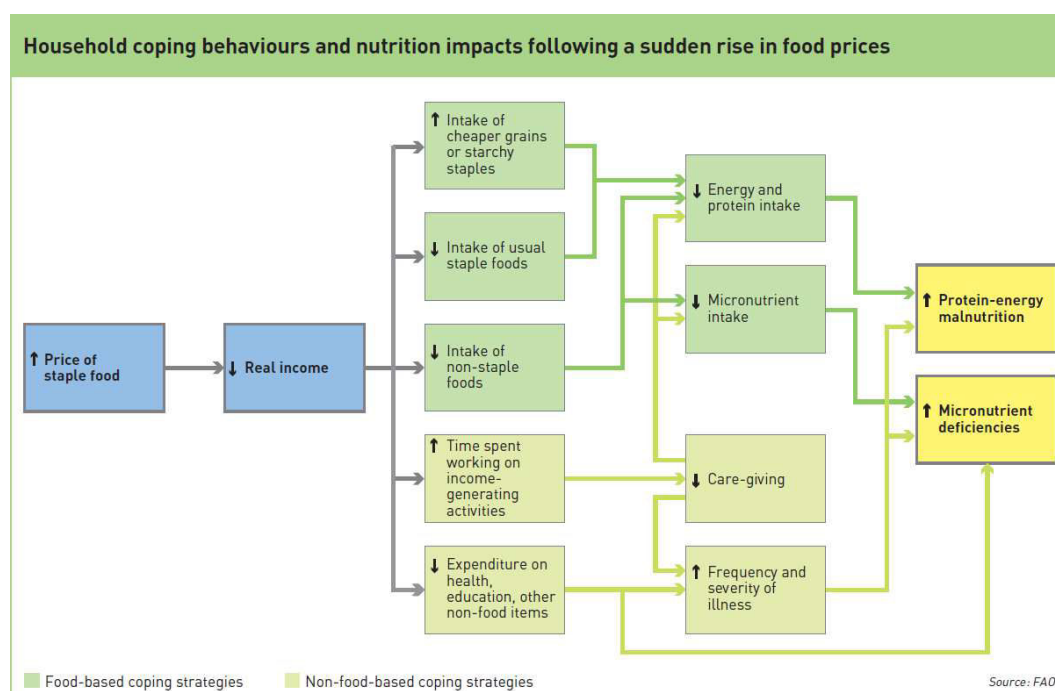 Household coping behaviours and nutrition impacts following a sudden rise in food prices
↑ Price of
staple food
↓ Real income
↑ Intake of
cheaper grains
or starchy
staples
↓ Intake of usual
staple foods
↓ Intake of
non-staple
foods
↑ Time spent
working on
income-
generating
activities
↓ Expenditure on
health,
education, other
non-food items
↓ Energy and
protein intake
↓ Micronutrient
intake
↓ Care-giving
↑ Frequency and
severity of
illness
↑ Protein-energy
malnutrition
↑ Micronutrient
deficiencies
Food-based coping strategies
Non-food-based coping strategies
Source: FAO